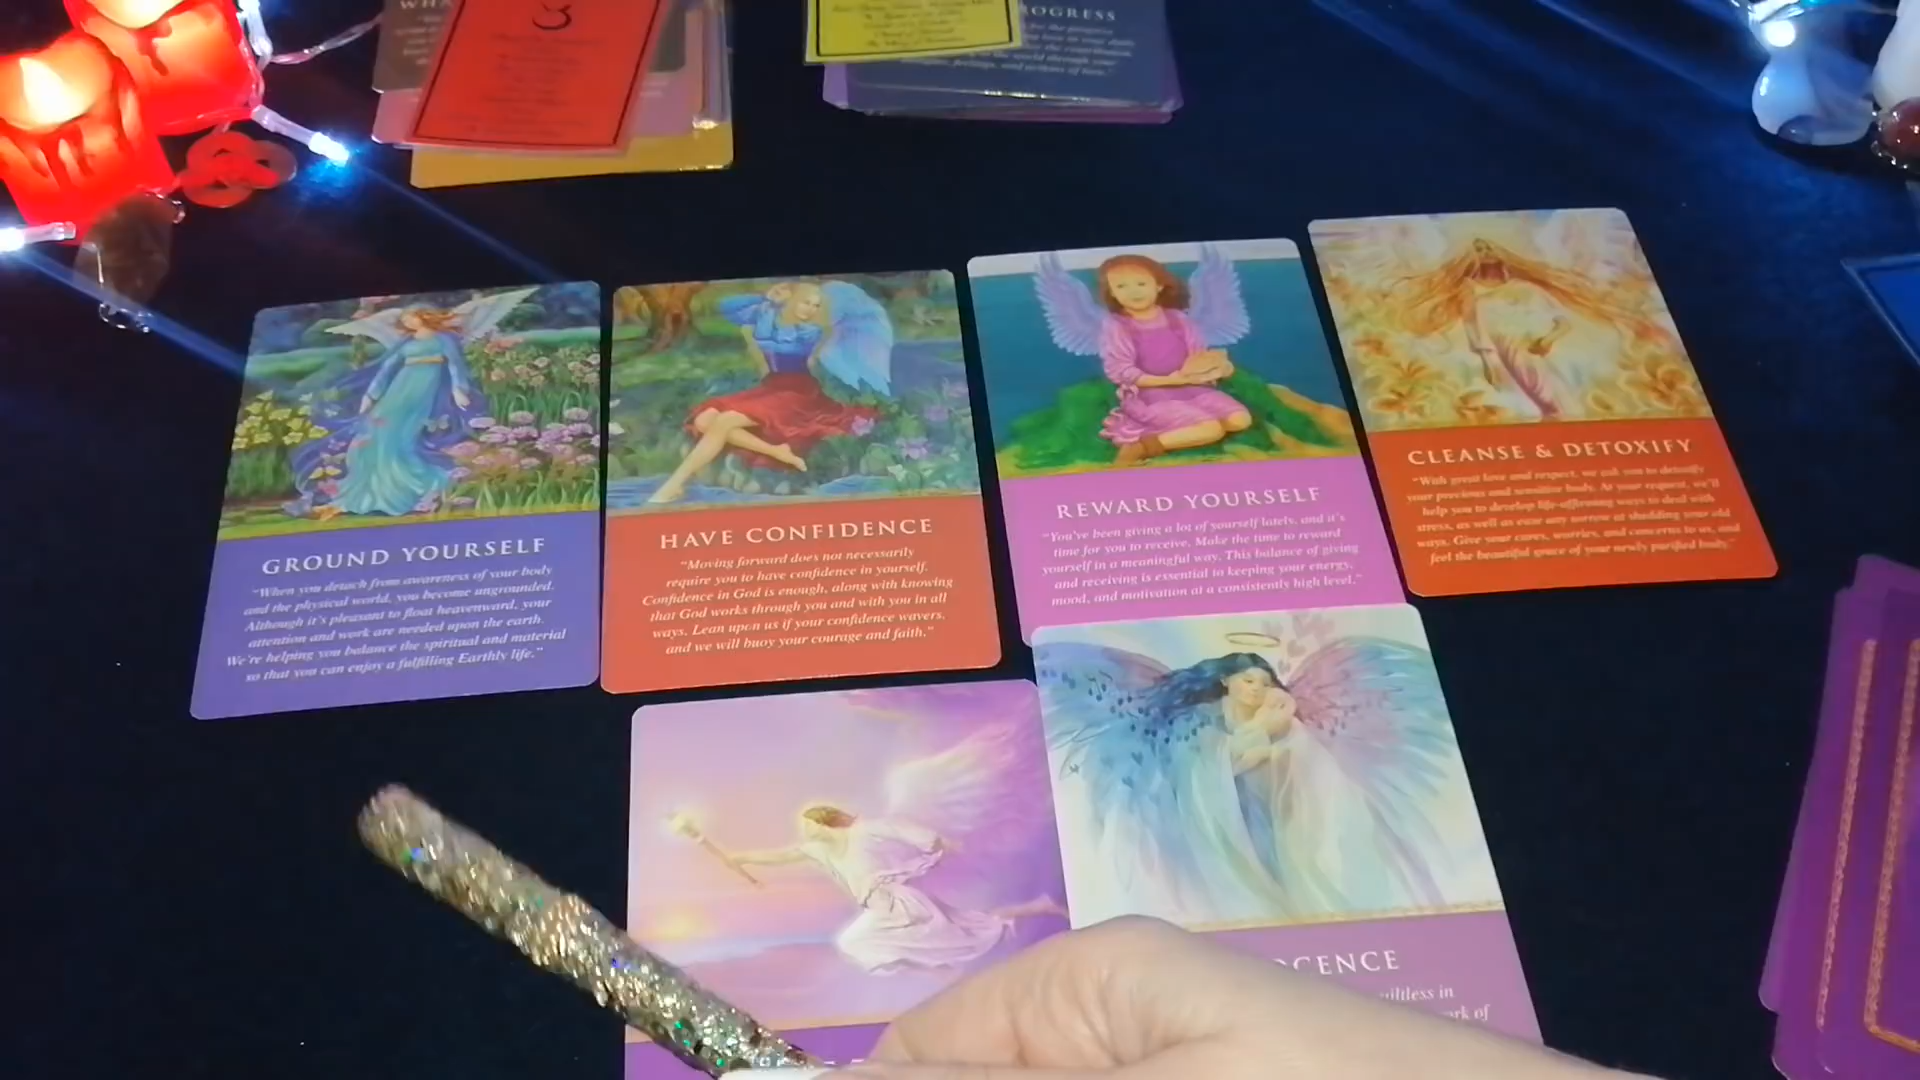 OGRESS
GROUND YOURSELF
"When you detach from awareness of your body
and the physical world, you become ungrounded.
Although it's pleasant to float heavenward, your
attention and work are needed upon the earth.
We're helping you balance the spiritual and material
so that you can enjoy a fulfilling Earthly life."
HAVE CONFIDENCE
"Moving forward does not necessarily
require you to have confidence in yourself.
Confidence in God is enough, along with knowing
that God works through you and with you in all
ways. Lean upon us if your confidence wavers,
and we will buoy your courage and faith."
REWARD YOURSELF
"You've been giving a lot of yourself lately, and it's
time for you to receive. Make the time to reward
yourself in a meaningful way. This balance of giving
and receiving is essential to keeping your energy,
mood, and motivation at a consistently high level."
CLEANSE & DETOXIFY
"With great love and respect, we ask you to detoxify
your precious and sensitive body. At your request, we'll
help you to develop life-affirming ways to deal with
stress, as well as ease any sorrow at shedding your old
ways. Give your cares, worries, and concerns to us, and
feel the beautiful grace of your newly purified body."
OCENCE
uiltless in
ork of